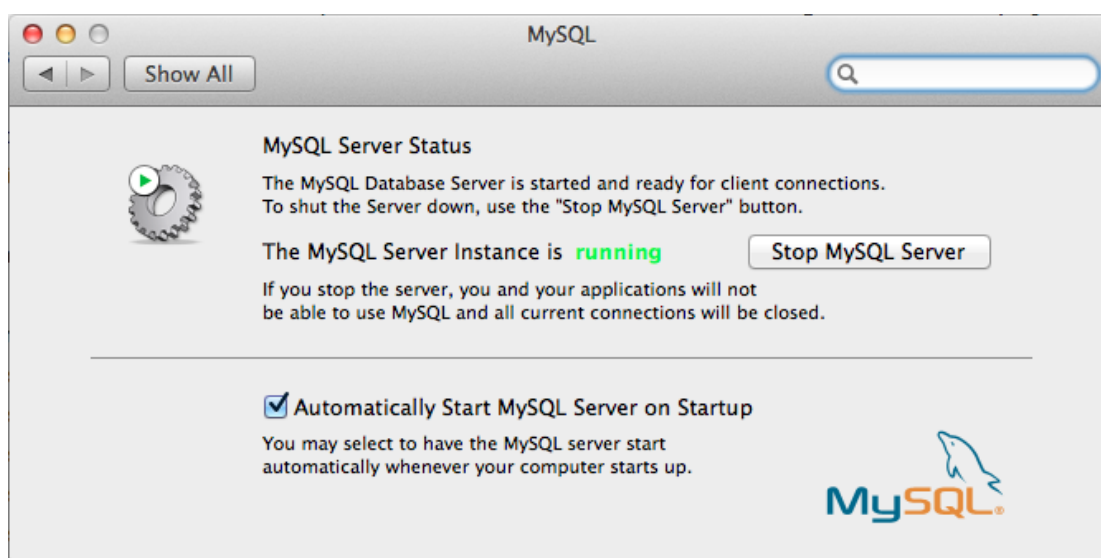 MySQL
Show All
MySQL Server Status
The MySQL Database Server is started and ready for client connections.
To shut the Server down, use the "Stop MySQL Server" button.
The MySQL Server Instance is running
Stop MySQL Server
If you stop the server, you and your applications will not
be able to use MySQL and all current connections will be closed.
Automatically Start MySQL Server on Startup
You may select to have the MySQL server start
automatically whenever your computer starts up.
MySQL®